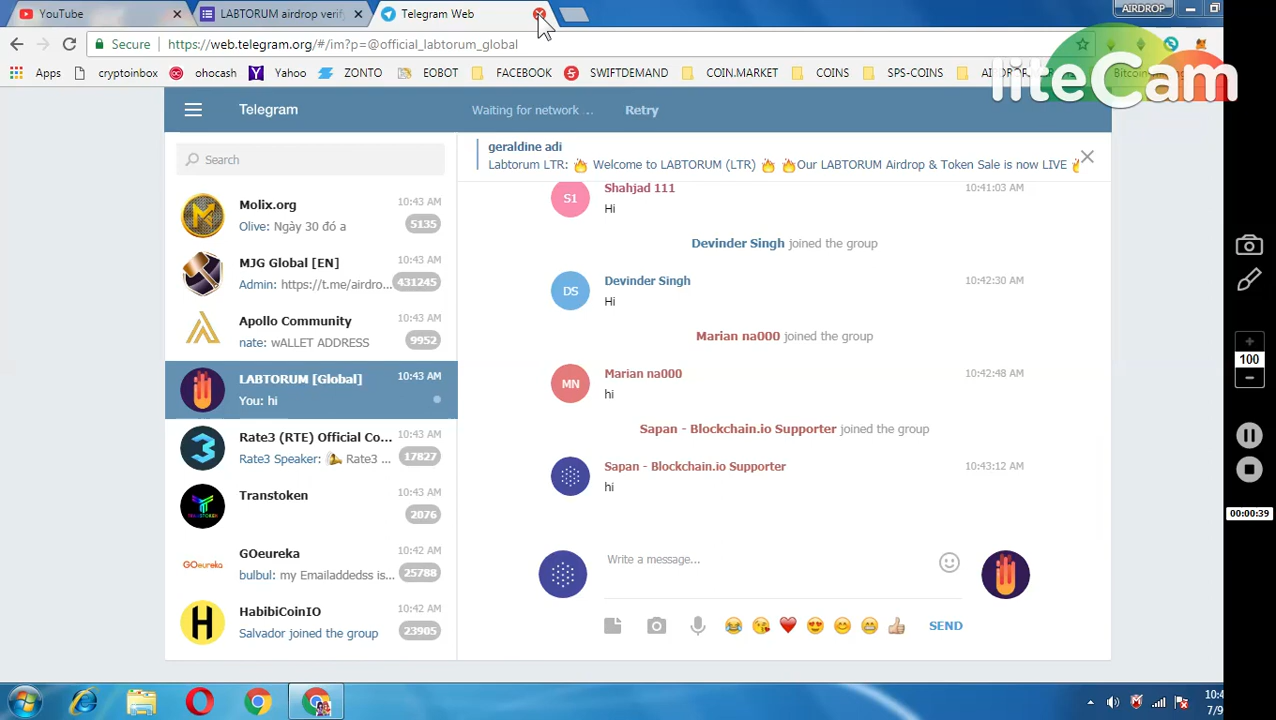 YouTube
LABTORUM airdrop verify
Telegram Web
AIRDROP
Secure
https://web.telegram.org/#/im?p=@official_labtorum_global
Apps
cryptoinbox
ohocash
Yahoo
ZONE
EOBOT
FACEBOOK
SWIFTDEMAND
COIN.MARKET
COINS
SPS-COINS
liteCam
Telegram
Waiting for network ..
Retry
Search
geraldine adi
Labtorum LTR: 🔥 Welcome to LABTORUM (LTR) 🔥 🔥Our LABTORUM Airdrop & Token Sale is now LIVE
Molix.org
10:43 AM
Olive: Ngày 30 đó a
5135
MJG Global [EN]
10:43 AM
Admin: https://t.me/airdro...
431245
Apollo Community
10:43 AM
nate: wALLET ADDRESS
9952
LABTORUM [Global]
10:43 AM
You: hi
Rate3 (RTE) Official Co...
10:43 AM
Rate3 Speaker: Rate3 ...
17827
Transtoken
10:43 AM
2076
GOeureka
10:42 AM
GOeureka
bulbul: my Emailaddedss is...
25788
HabibiCoinIO
10:42 AM
H
Salvador joined the group
23905
S1
Shahjad 111
10:41:03 AM
Hi
Devinder Singh joined the group
DS
Devinder Singh
10:42:30 AM
Hi
Marian na000 joined the group
MN
Marian na000
10:42:48 AM
hi
Sapan - Blockchain.io Supporter joined the group
Sapan - Blockchain.io Supporter
10:43:12 AM
hi
Write a message...
😂 😘 ❤️ 😍 😊 😁 👍
SEND
100
00:00:39